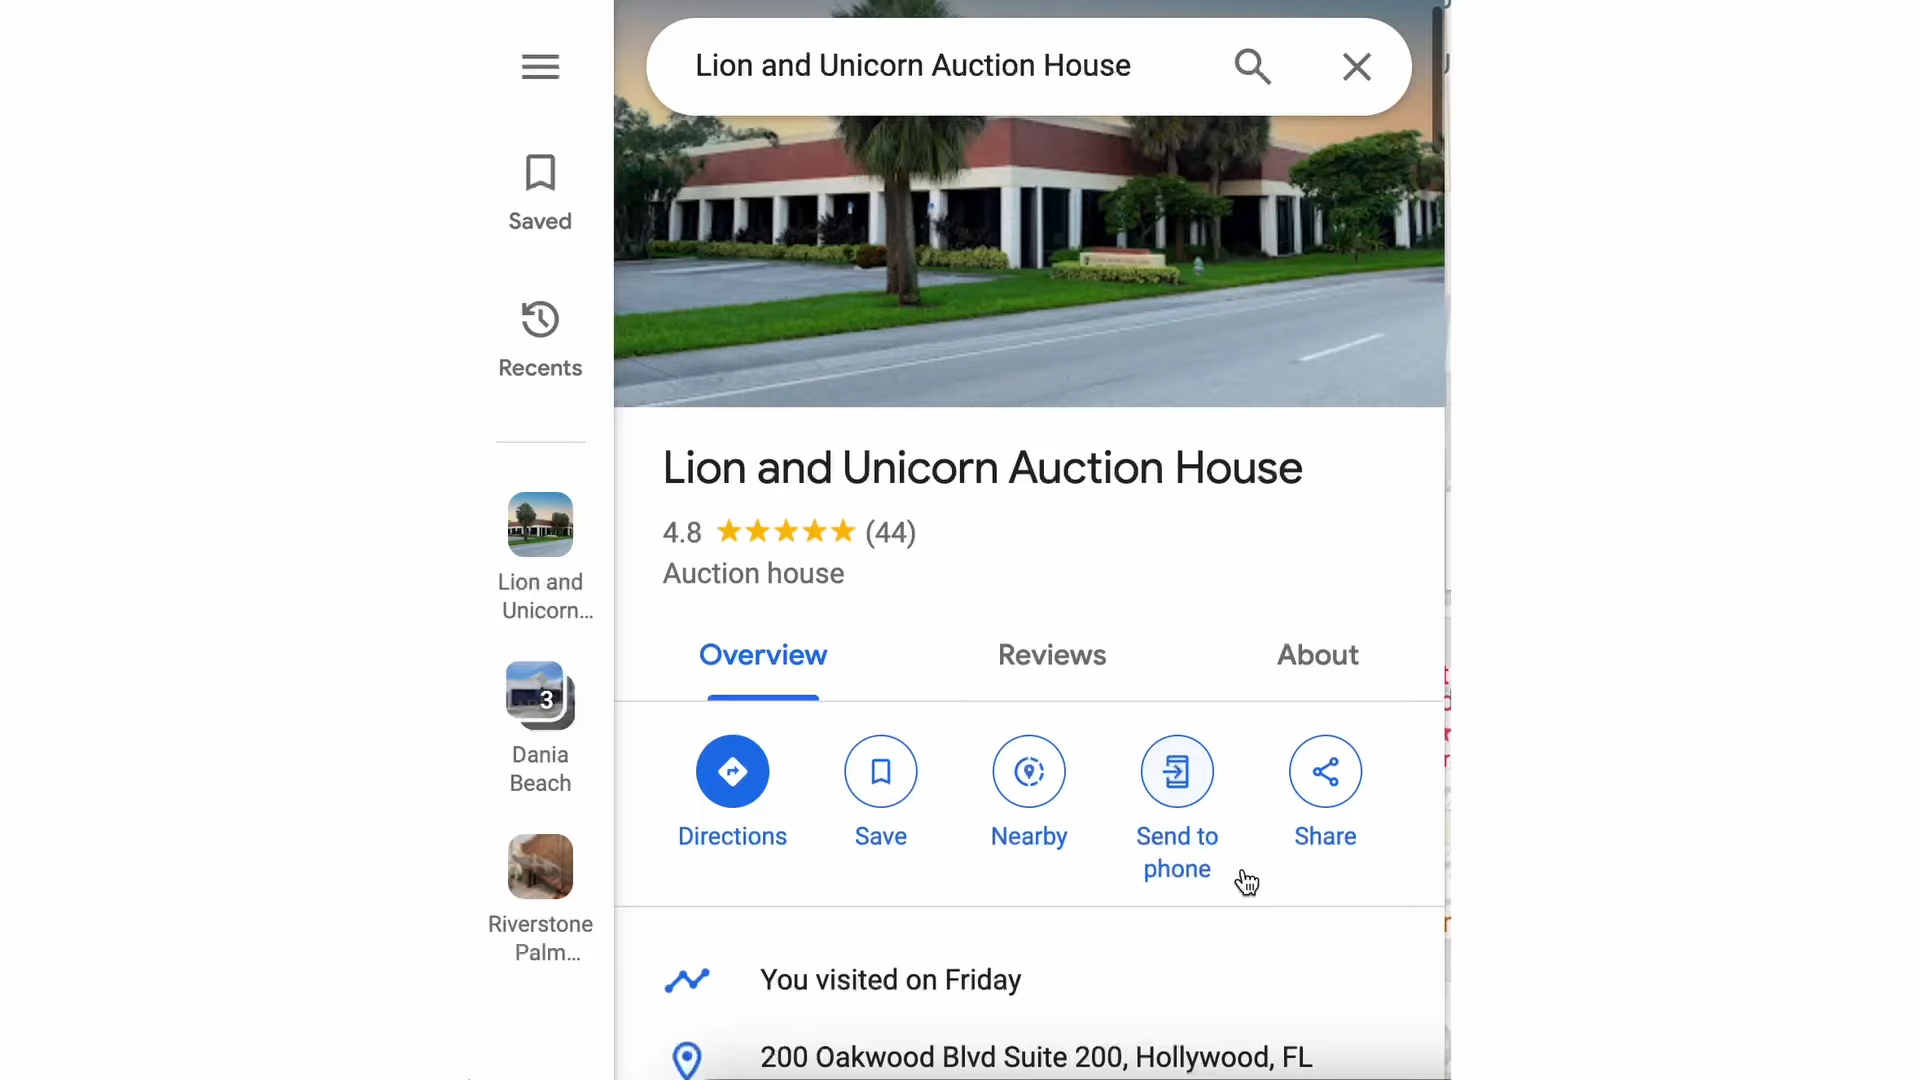 Lion and Unicorn Auction House
Saved
Recents
Lion and
Unicorn...
3
Dania
Beach
Riverstone
Palm...
Lion and Unicorn Auction House
4.8 (44)
Auction house
Overview Reviews About
Directions Save Nearby Send to phone Share
You visited on Friday
200 Oakwood Blvd Suite 200, Hollywood, FL